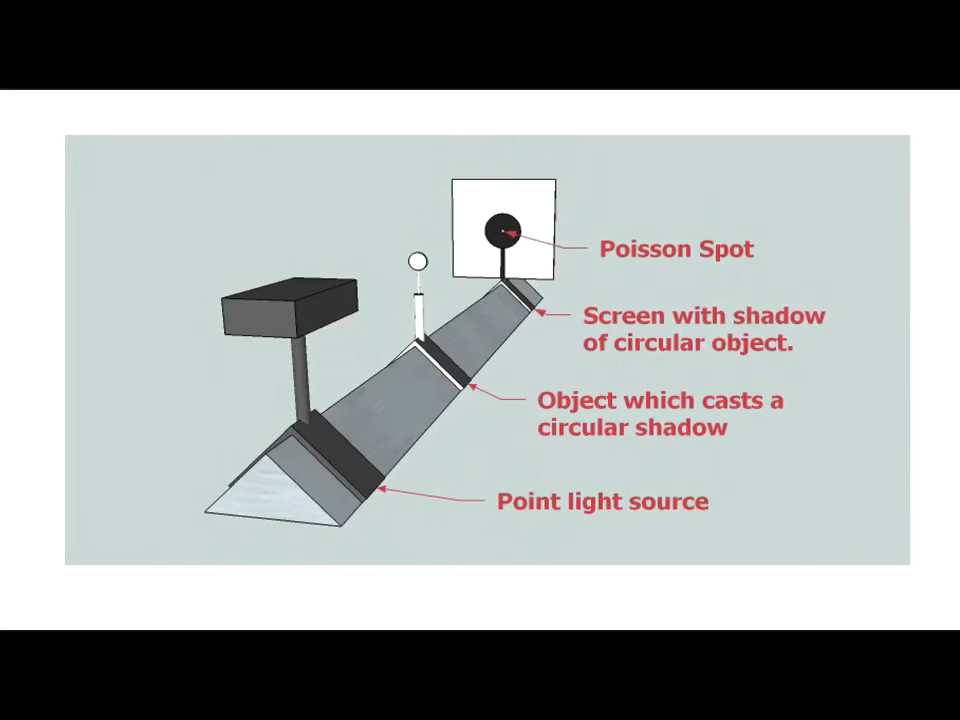 Poisson Spot
Screen with shadow
of circular object.
Object which casts a
circular shadow
Point light source